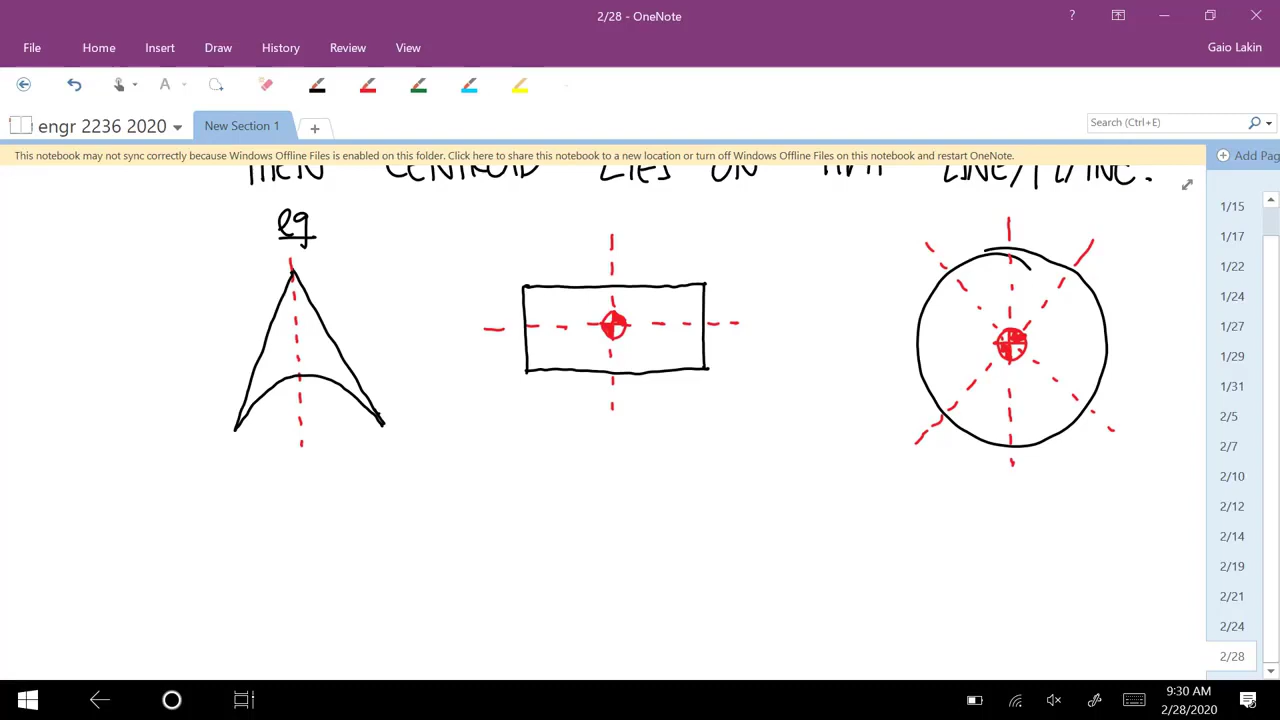 2/28 - OneNote
?
File Home Insert Draw History Review View
Gaio Lakin
A
engr 2236 2020
New Section 1
Search (Ctrl+E)
This notebook may not sync correctly because Windows Offline Files is enabled on this folder. Click here to share this notebook to a new location or turn off Windows Offline Files on this notebook and restart OneNote.
Add Pag
THEN CENTROID LIES ON THAT LINE/PLANE.
eg
1/15
1/17
1/22
1/24
1/27
1/29
1/31
2/5
2/7
2/10
2/12
2/14
2/19
2/21
2/24
2/28
9:30 AM
2/28/2020